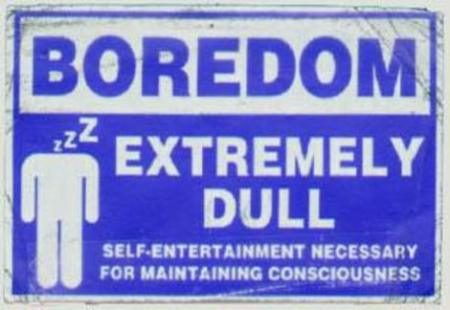 BOREDOM
zzZ
EXTREMELY
DULL
SELF-ENTERTAINMENT NECESSARY
FOR MAINTAINING CONSCIOUSNESS